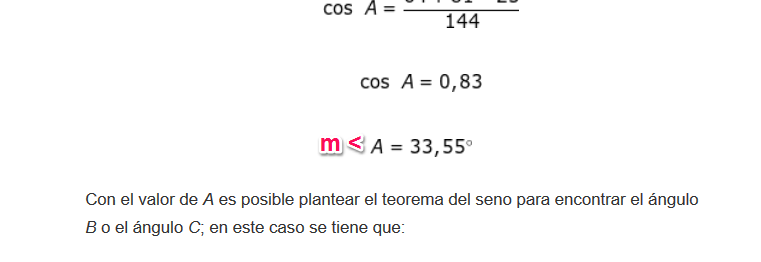 cos A =
144
cos A = 0,83
m < A = 33,55°
Con el valor de A es posible plantear el teorema del seno para encontrar el ángulo
B o el ángulo C; en este caso se tiene que: